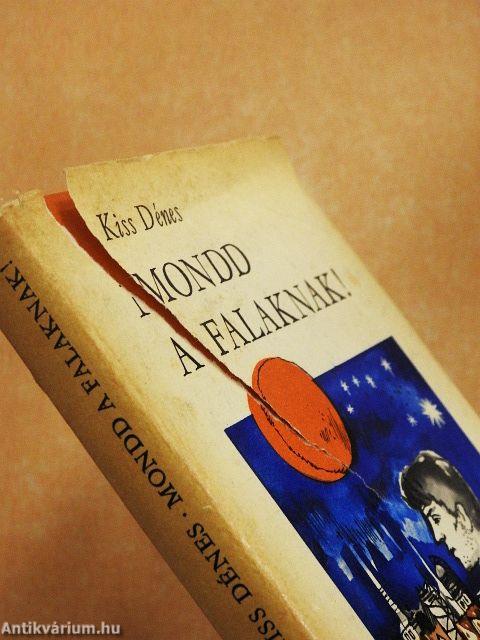 Kiss Dénes
MONDD
A FALAKNAK!
KISS DÉNES · MONDD A FALAKNAK!
Antikvárium.hu